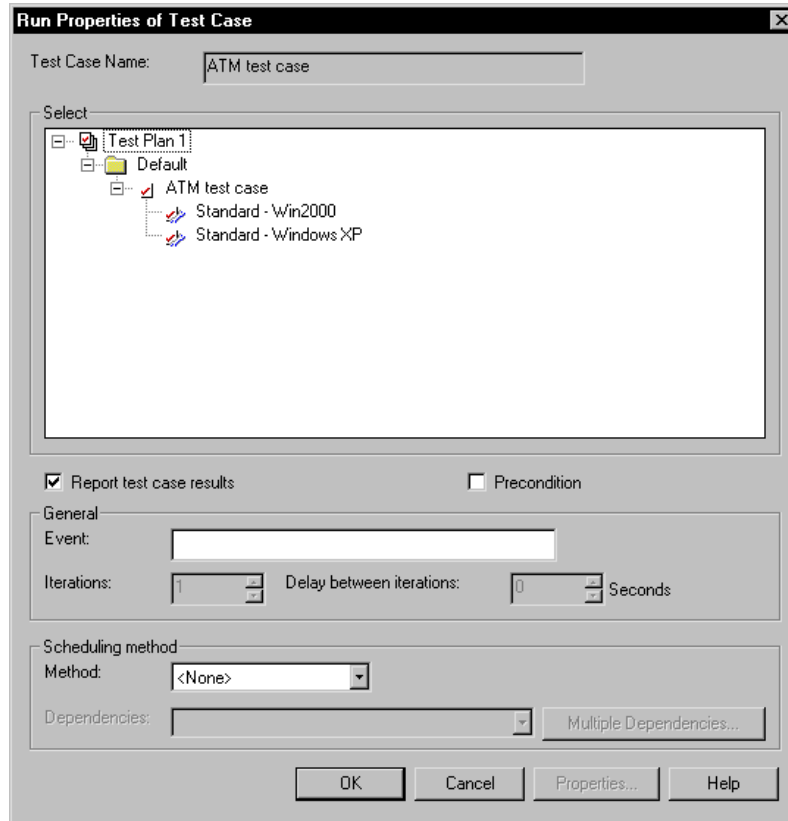 Run Properties of Test Case
Test Case Name: ATM test case
Select
Test Plan 1
Default
ATM test case
Standard - Win2000
Standard - Windows XP
Report test case results Precondition
General
Event:
Iterations: 1 Delay between iterations: 0 Seconds
Scheduling method
Method: <None>
Dependencies: Multiple Dependencies...
OK Cancel Properties... Help